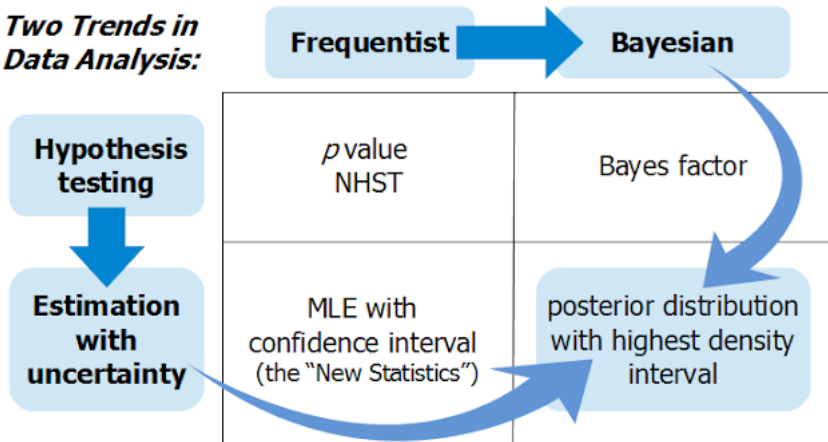 Two Trends in
Data Analysis:
Frequentist
Bayesian
Hypothesis
testing
p value
NHST
Bayes factor
Estimation
with
uncertainty
MLE with
confidence interval
(the “New Statistics”)
posterior distribution
with highest density
interval